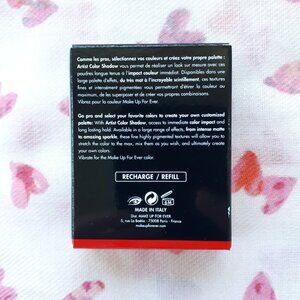 Comme les pros, sélectionnez vos couleurs et créez votre propre palette :
Artist Color Shadow vous permet de réaliser un look sur mesure avec ces
poudres longue tenue à l'impact couleur immédiat. Disponibles dans une
large palette d'effets, du très mat à l'incroyable scintillement, ces textures
fines et intensément pigmentées vous permettront d'étirer la couleur au
maximum, de les superposer et de créer vos propres combinaisons.
Vibrez pour la couleur Make Up For Ever.
Go pro and select your favorite colors to create your own customized
palette: With Artist Color Shadow, access to immediate color impact and
long lasting hold. Available in a large range of effects, from intense matte
to amazing sparkle, these fine highly pigmented textures will allow you to
stretch the color to the max, mix them as you wish, and ultimately create
your own colors.
Vibrate for the Make Up For Ever color.
RECHARGE / REFILL
MADE IN ITALY
Dist. MAKE UP FOR EVER
5, rue La Boétie - 75008 Paris - France
makeupforever.com